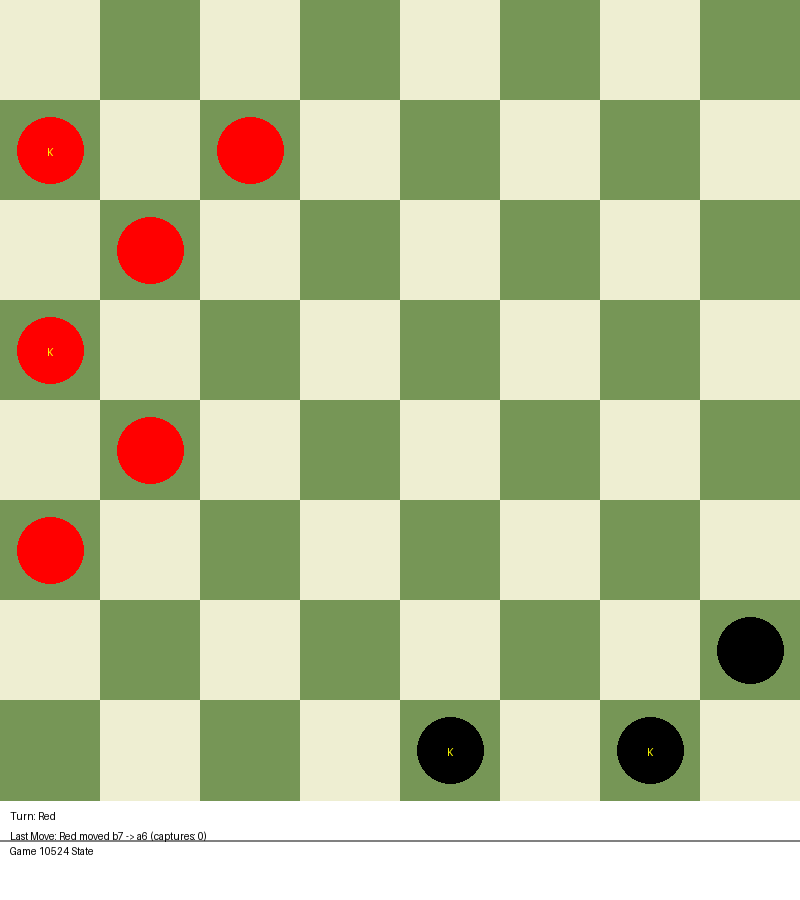 K
K
K K
Turn: Red
Last Move: Red moved b7 -> a6 (captures: 0)
Game 10524 State